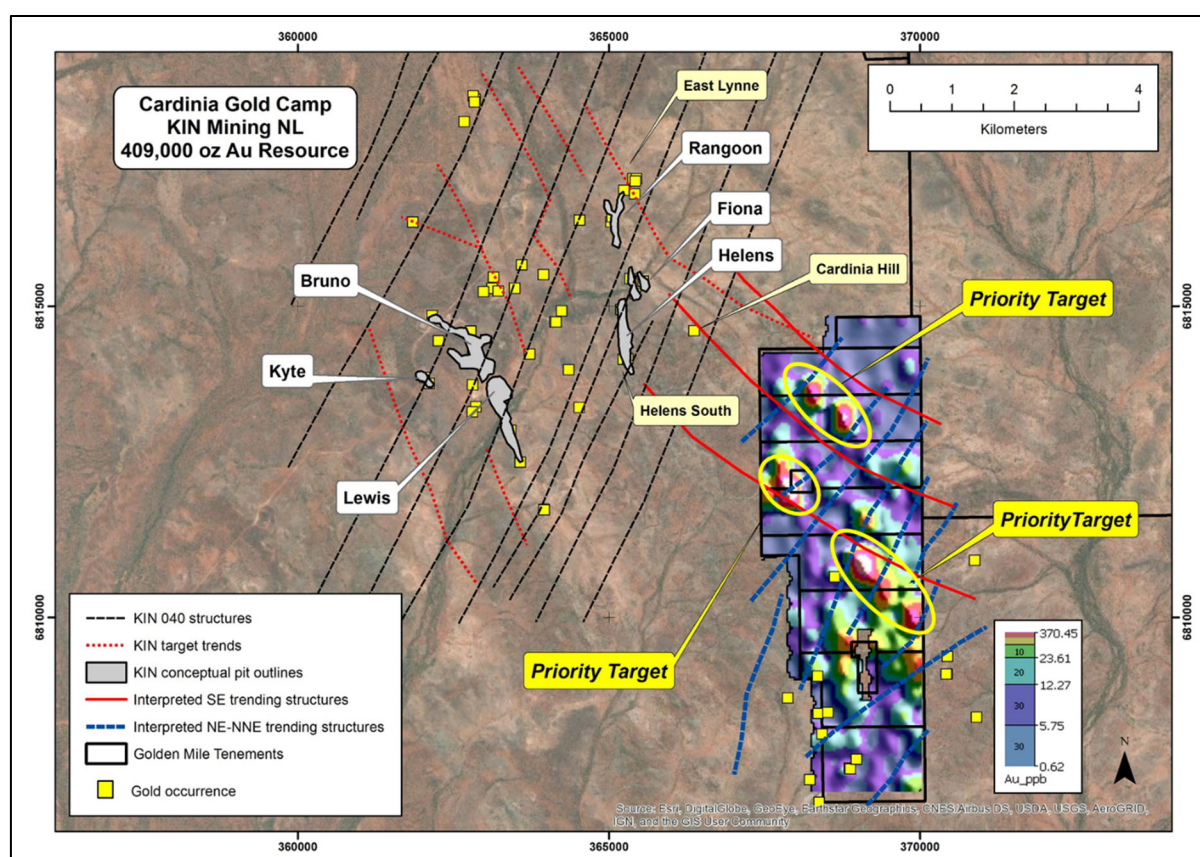 360000
365000
370000
Cardinia Gold Camp
KIN Mining NL
409,000 oz Au Resource
East Lynne
Rangoon
Fiona
Helens
Cardinia Hill
Priority Target
0 1 2 4
Kilometers
Bruno
Kyte
Helens South
Lewis
PriorityTarget
Priority Target
6815000
6815000
6810000
6810000
KIN 040 structures
KIN target trends
KIN conceptual pit outlines
Interpreted SE trending structures
Interpreted NE-NNE trending structures
Golden Mile Tenements
Gold occurrence
370.45
10
23.61
20
12.27
30
5.75
30
0.62
Au_ppb
N
Source: Esri, DigitalGlobe, GeoEye, Earthstar Geographics, CNES/Airbus DS, USDA, USGS, AeroGRID,
IGN, and the GIS User Community
360000
365000
370000